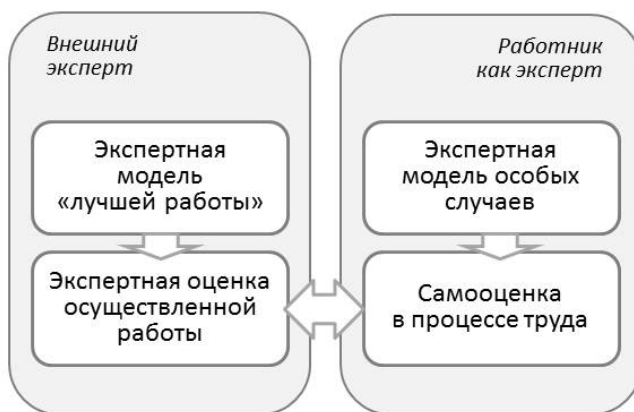 Внешний
эксперт
Экспертная
модель
«лучшей работы»
Экспертная оценка
осуществленной
работы
Работник
как эксперт
Экспертная
модель особых
случаев
Самооценка
в процессе труда